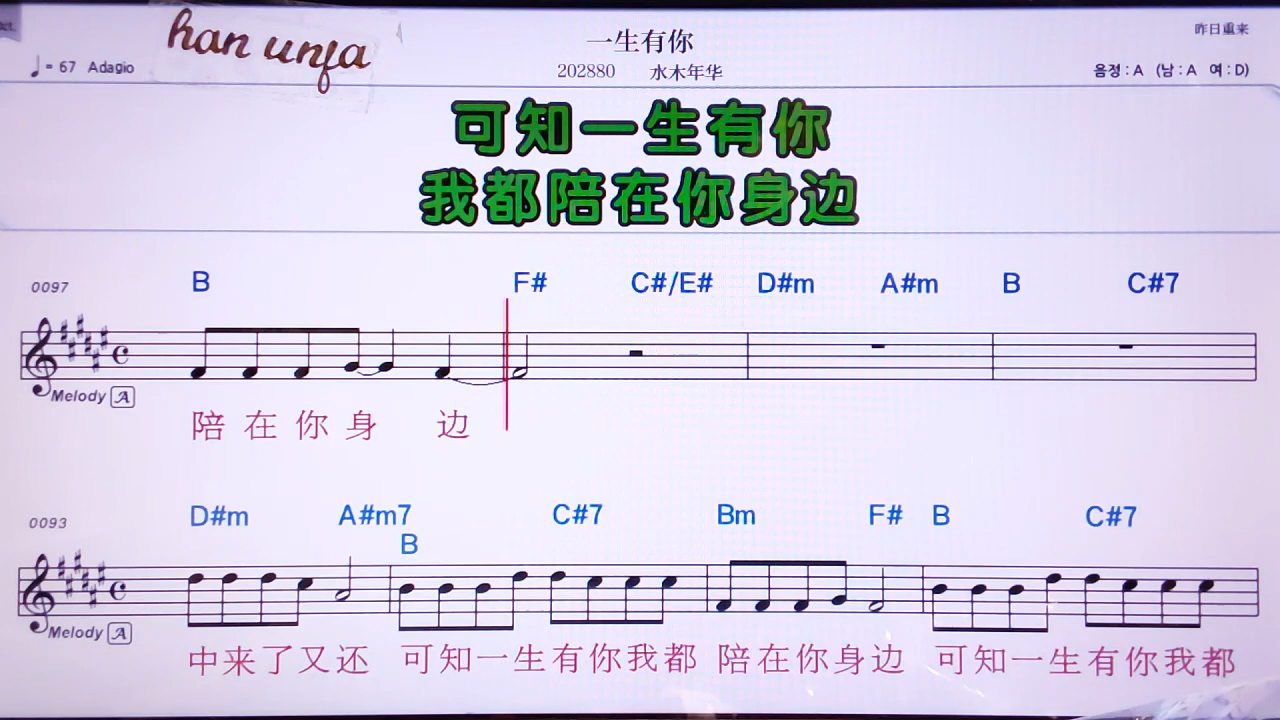 han unfa
一生有你
昨日重来
= 67 Adagio
202880 水木年华
음정 : A (남 : A 여 : D)
可知一生有你
我都陪在你身边
B F# C#/E# D#m A#m B C#7
0097
Melody A
陪在你身 边
D#m A#m7 C#7 Bm F# B C#7
0093
B
Melody A
中来了又还 可知一生有你我都 陪在你身边 可知一生有你我都